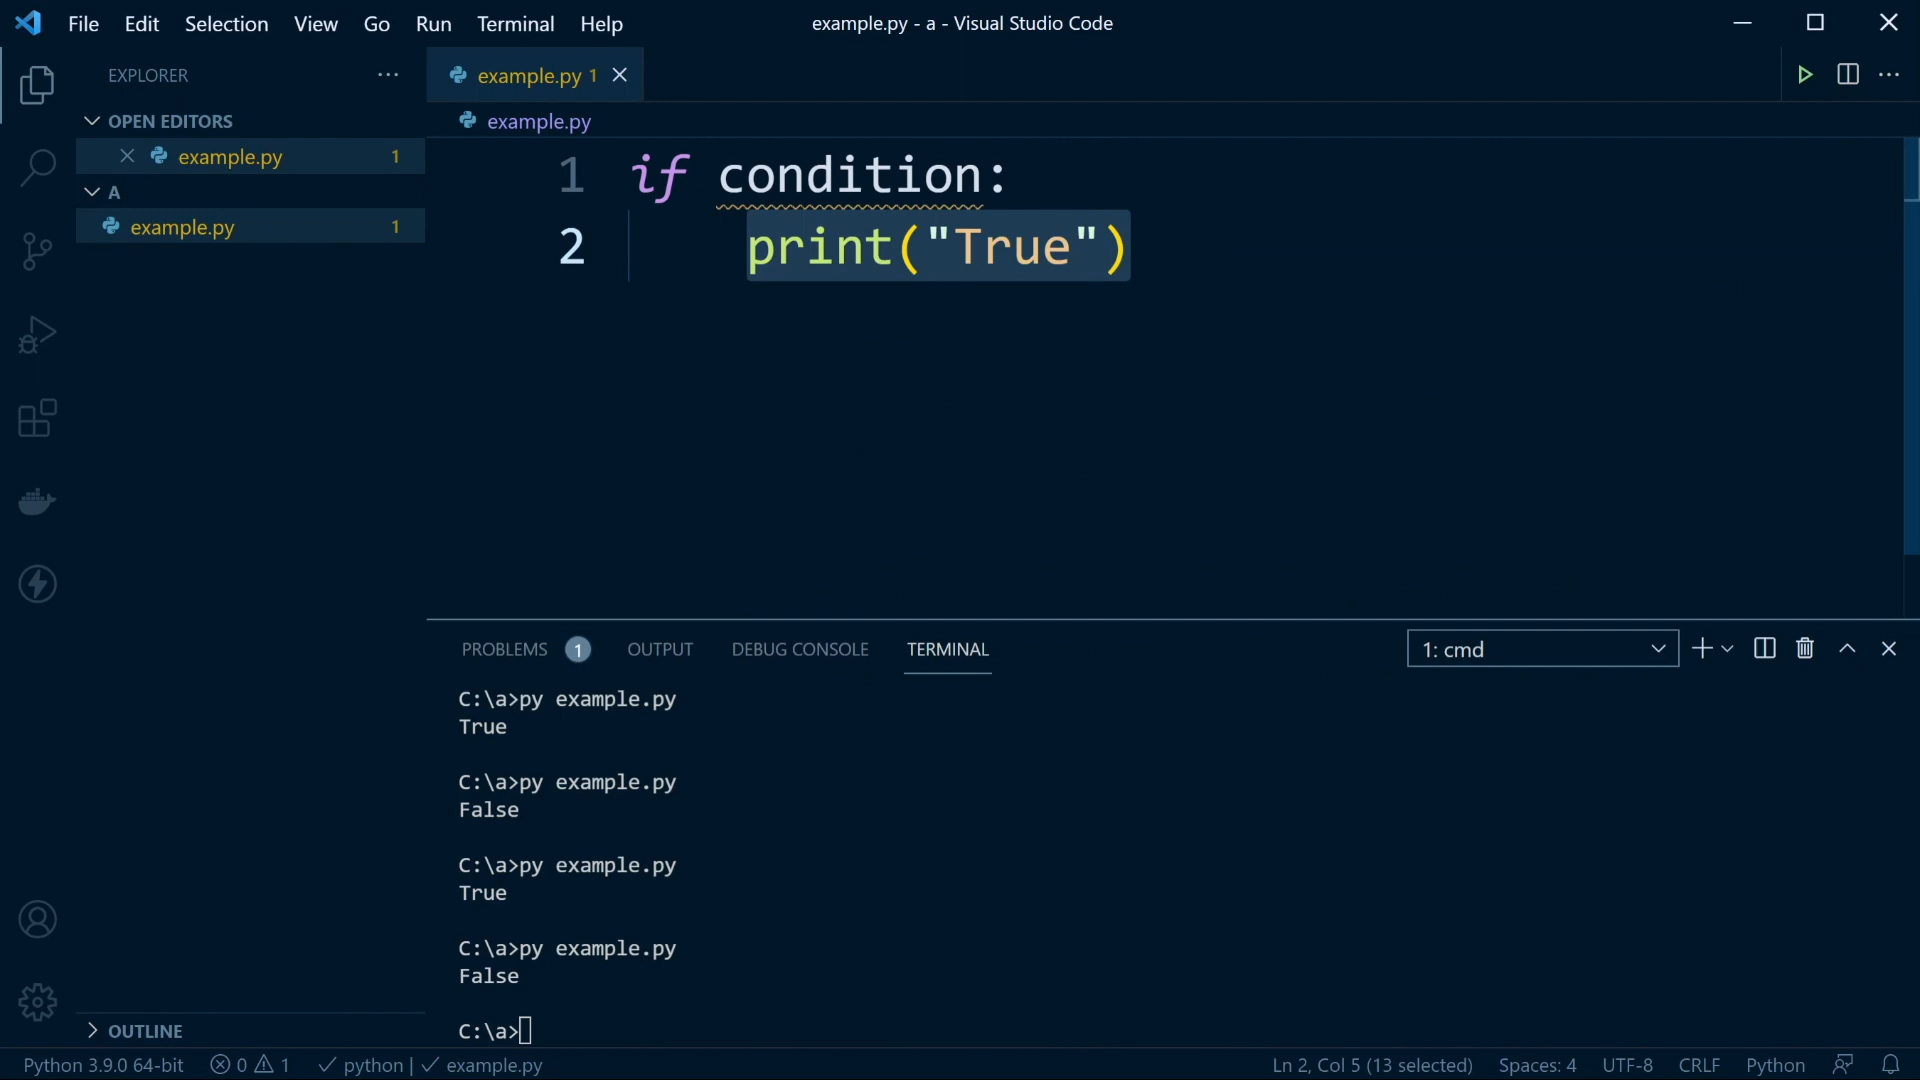 File Edit Selection View Go Run Terminal Help
example.py - a - Visual Studio Code
EXPLORER
OPEN EDITORS
example.py 1
A
example.py 1
example.py 1
example.py
1 if condition:
2 print("True")
PROBLEMS 1 OUTPUT DEBUG CONSOLE TERMINAL
1: cmd
C:\a>py example.py
True
C:\a>py example.py
False
C:\a>py example.py
True
C:\a>py example.py
False
C:\a>
OUTLINE
Python 3.9.0 64-bit 0 1 python | example.py
Ln 2, Col 5 (13 selected) Spaces: 4 UTF-8 CRLF Python